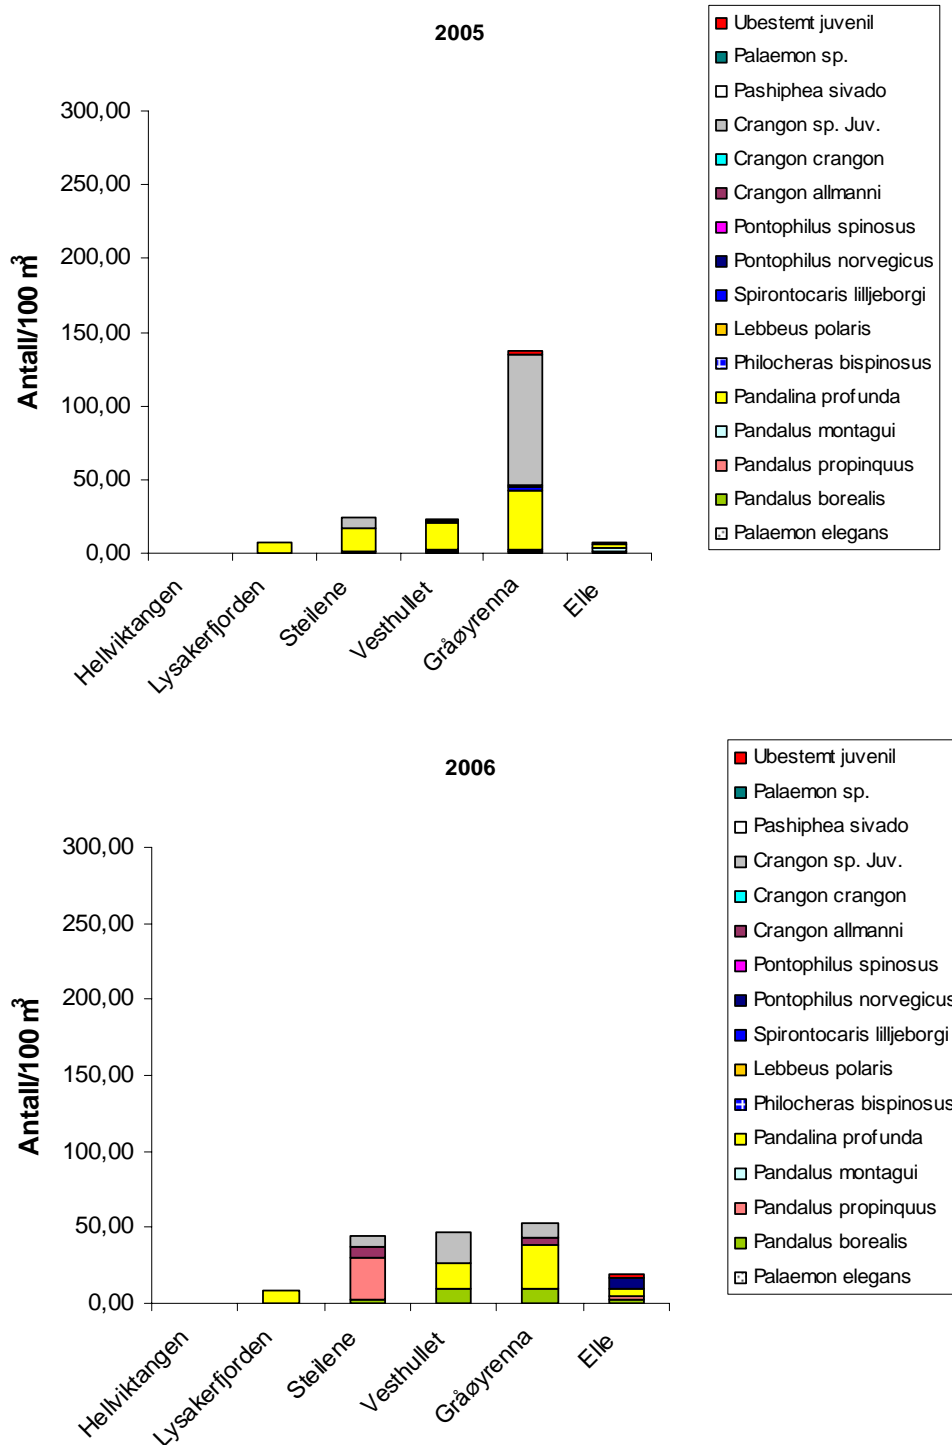 2005
Antall/100 m³
300,00
250,00
200,00
150,00
100,00
50,00
0,00
Hellviktangen
Lysakerfjorden
Steilene
Vesthullet
Gråøyrenna
Elle
Ubestemt juvenil
Palaemon sp.
Pashiphea sivado
Crangon sp. Juv.
Crangon crangon
Crangon allmanni
Pontophilus spinosus
Pontophilus norvegicus
Spirontocaris lilljeborgi
Lebbeus polaris
Philocheras bispinosus
Pandalina profunda
Pandalus montagui
Pandalus propinquus
Pandalus borealis
Palaemon elegans
2006
Antall/100 m³
300,00
250,00
200,00
150,00
100,00
50,00
0,00
Hellviktangen
Lysakerfjorden
Steilene
Vesthullet
Gråøyrenna
Elle
Ubestemt juvenil
Palaemon sp.
Pashiphea sivado
Crangon sp. Juv.
Crangon crangon
Crangon allmanni
Pontophilus spinosus
Pontophilus norvegicus
Spirontocaris lilljeborgi
Lebbeus polaris
Philocheras bispinosus
Pandalina profunda
Pandalus montagui
Pandalus propinquus
Pandalus borealis
Palaemon elegans